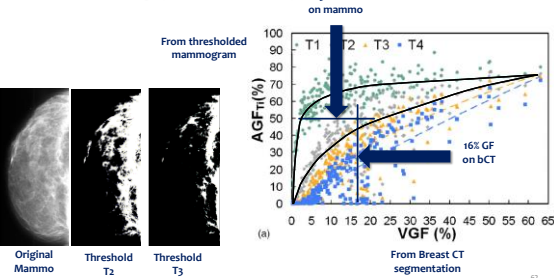 on mammo
From thresholded
mammogram
T1 T2 T3 T4
AGF_TI(%)
100
90
80
70
60
50
40
30
20
10
0
16% GF
on bCT
0 5 10 15 20 25 30 35 40 45 50 55 60 65
(a)
VGF (%)
Original
Mammo
Threshold
T2
Threshold
T3
From Breast CT
segmentation